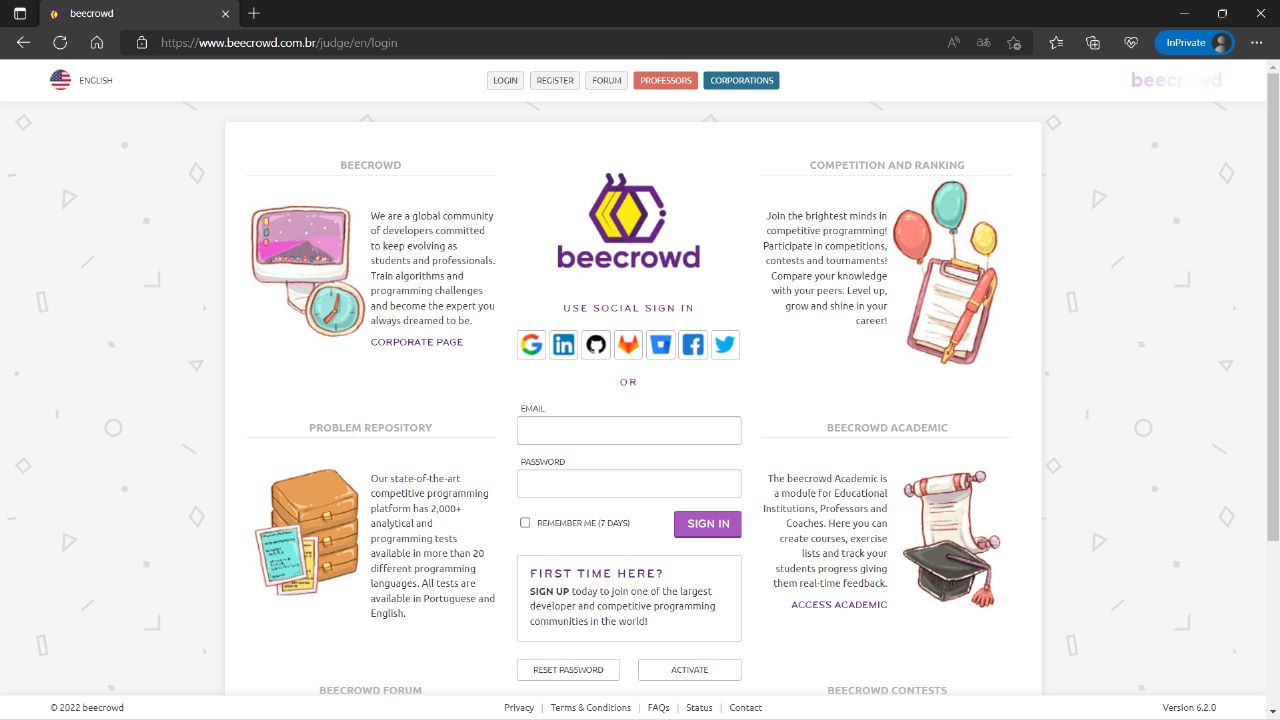 beecrowd
https://www.beecrowd.com.br/judge/en/login
InPrivate
ENGLISH
LOGIN
REGISTER
FORUM
PROFESSORS
CORPORATIONS
beecrowd
BEECROWD
We are a global community
of developers committed
to keep evolving as
students and professionals.
Train algorithms and
programming challenges
and become the expert you
always dreamed to be.
CORPORATE PAGE
PROBLEM REPOSITORY
Our state-of-the-art
competitive programming
platform has 2,000+
analytical and
programming tests
available in more than 20
different programming
languages. All tests are
available in Portuguese and
English.
BEECROWD FORUM
beecrowd
USE SOCIAL SIGN IN
OR
EMAIL
PASSWORD
REMEMBER ME (7 DAYS)
SIGN IN
FIRST TIME HERE?
SIGN UP today to join one of the largest
developer and competitive programming
communities in the world!
RESET PASSWORD
ACTIVATE
COMPETITION AND RANKING
Join the brightest minds in
competitive programming!
Participate in competitions,
contests and tournaments!
Compare your knowledge
with your peers. Level up,
grow and shine in your
career!
BEECROWD ACADEMIC
The beecrowd Academic is
a module for Educational
Institutions, Professors and
Coaches. Here you can
create courses, exercise
lists and track your
students progress giving
them real-time feedback.
ACCESS ACADEMIC
BEECROWD CONTESTS
© 2022 beecrowd
Privacy | Terms & Conditions | FAQs | Status | Contact
Version 6.2.0